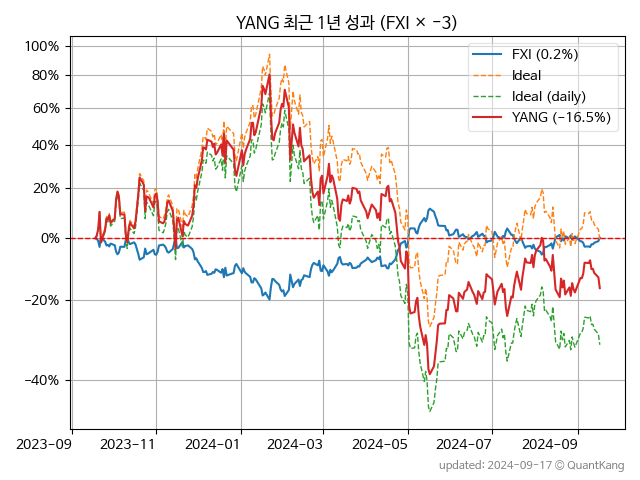 YANG 최근 1년 성과 (FXI × −3)
100%
80%
60%
40%
20%
0%
−20%
−40%
FXI (0.2%)
Ideal
Ideal (daily)
YANG (−16.5%)
2023-09 2023-11 2024-01 2024-03 2024-05 2024-07 2024-09
updated: 2024-09-17 © QuantKang